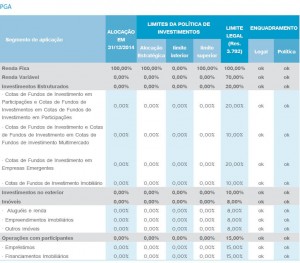 PGA
Segmento de aplicação
ALOCAÇÃO EM 31/12/2014
LIMITES DA POLÍTICA DE INVESTIMENTOS
LIMITE LEGAL (Res. 3.792)
ENQUADRAMENTO
Alocação Estratégica
limite inferior
limite superior
Legal
Política
Renda Fixa 100,00% 100,00% 0,00% 100,00% 100,00% ok ok
Renda Variável 0,00% 0,00% 0,00% 0,00% 70,00% ok ok
Investimentos Estruturados 0,00% 0,00% 0,00% 0,00% 20,00% ok ok
- Cotas de Fundos de Investimento em
Participações e Cotas de Fundos de
Investimentos em Cotas de Fundos
de Investimento em Participações
0,00% 0,00% 0,00% 0,00% 20,00% ok ok
- Cotas de Fundos de
Investimento e Cotas de Fundos de
Investimento em Cotas de Fundos de
Investimento Multimercado
0,00% 0,00% 0,00% 0,00% 10,00% ok ok
- Cotas de Fundos de Investimento em
Empresas Emergentes
0,00% 0,00% 0,00% 0,00% 20,00% ok ok
- Cotas de Fundos de Investimento Imobiliário 0,00% 0,00% 0,00% 0,00% 10,00% ok ok
Investimentos no exterior 0,00% 0,00% 0,00% 0,00% 10,00% ok ok
Imóveis 0,00% 0,00% 0,00% 0,00% 8,00% ok ok
- Aluguéis e renda 0,00% 0,00% 0,00% 0,00% 8,00% ok ok
- Empreendimentos imobiliários 0,00% 0,00% 0,00% 0,00% 8,00% ok ok
- Outros imóveis 0,00% 0,00% 0,00% 0,00% 8,00% ok ok
Operações com participantes 0,00% 0,00% 0,00% 0,00% 15,00% ok ok
- Empréstimos 0,00% 0,00% 0,00% 0,00% 15,00% ok ok
- Financiamentos imobiliários 0,00% 0,00% 0,00% 0,00% 15,00% ok ok